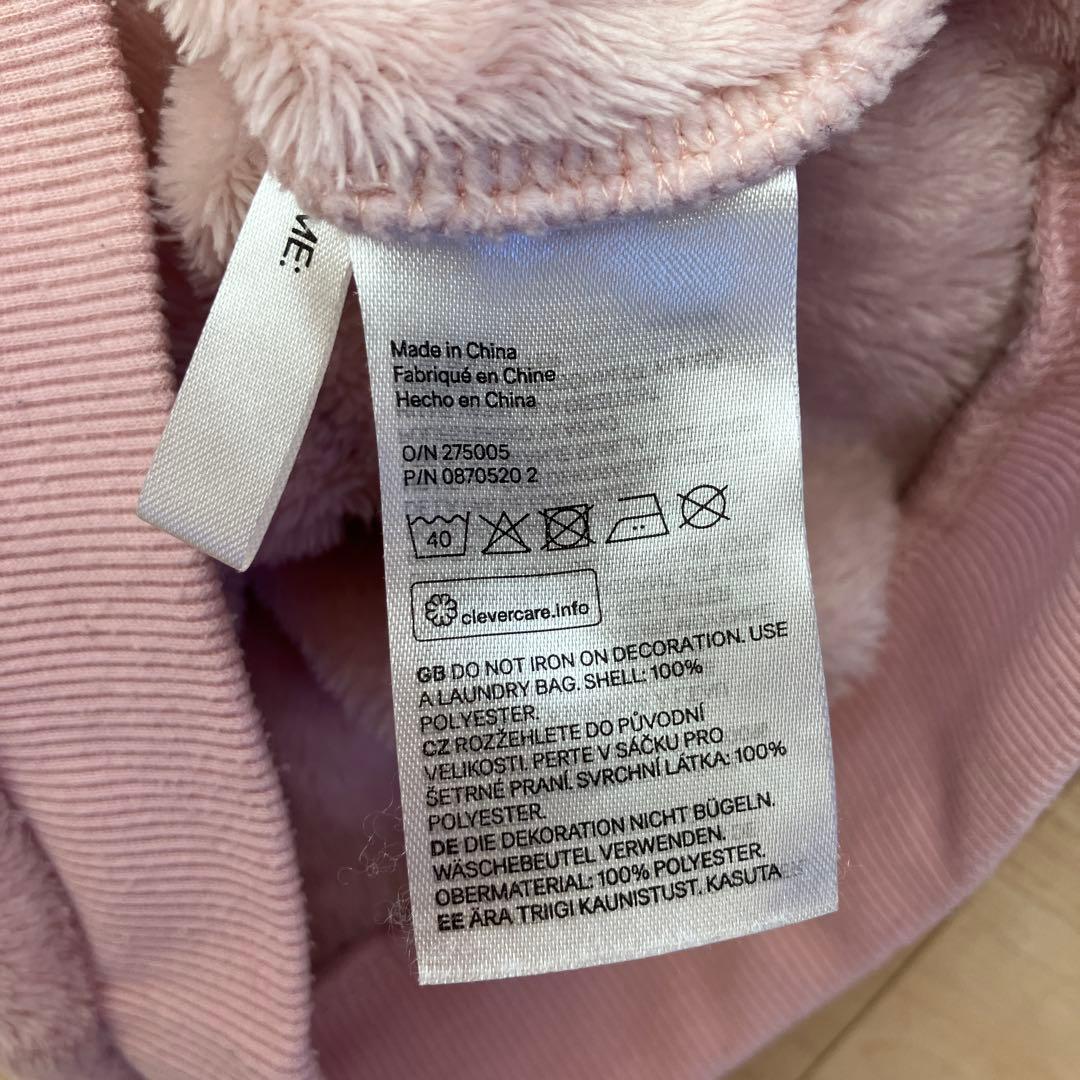 ME:
Made in China
Fabriqué en Chine
Hecho en China
O/N 275005
P/N 0870520 2
40
clevercare.info
GB DO NOT IRON ON DECORATION. USE
A LAUNDRY BAG. SHELL: 100%
POLYESTER.
CZ ROZŽEHLETE DO PŮVODNÍ
VELIKOSTI. PERTE V SÁČKU PRO
ŠETRNÉ PRANÍ. SVRCHNÍ LÁTKA: 100%
POLYESTER.
DE DIE DEKORATION NICHT BÜGELN.
WÄSCHEBEUTEL VERWENDEN.
OBERMATERIAL: 100% POLYESTER.
EE ÄRA TRIIGI KAUNISTUST, KASUTA